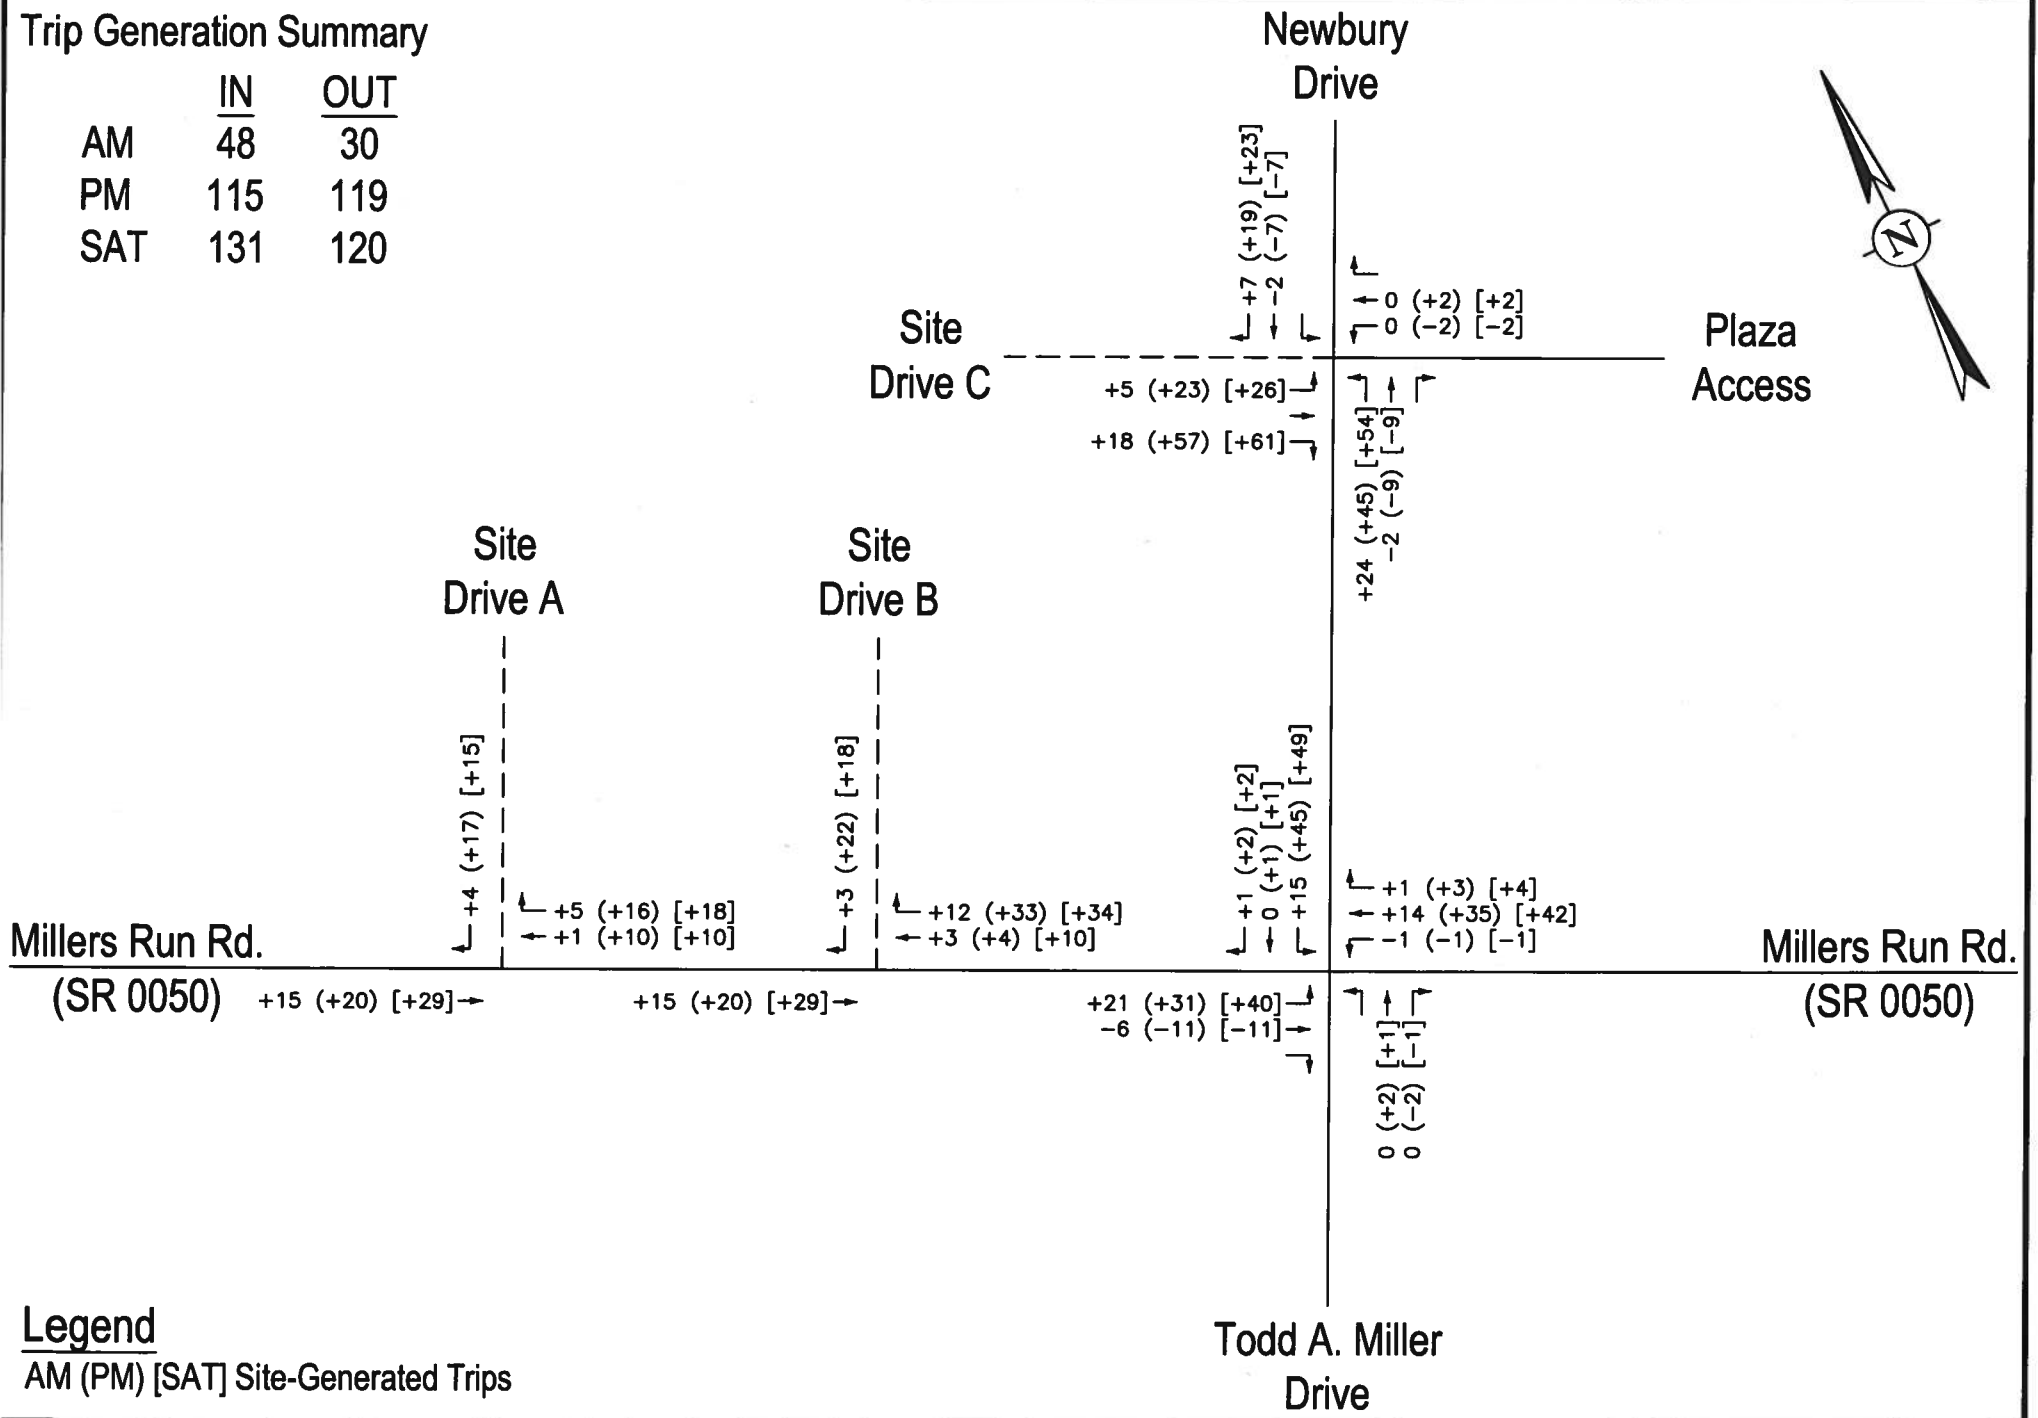 Trip Generation Summary
IN OUT
AM 48 30
PM 115 119
SAT 131 120
Newbury
Drive
N
+7 (+19) [+23]
-2 (-7) [-7]
0 (+2) [+2]
0 (-2) [-2]
Site
Drive C
Plaza
Access
+5 (+23) [+26]
+18 (+57) [+61]
+24 (+45) [+54]
-2 (-9) [-9]
Site
Drive A
Site
Drive B
+4 (+17) [+15]
+5 (+16) [+18]
+1 (+10) [+10]
+3 (+22) [+18]
+12 (+33) [+34]
+3 (+4) [+10]
+1 (+2) [+2]
0 (+1) [+1]
+15 (+45) [+49]
+1 (+3) [+4]
+14 (+35) [+42]
-1 (-1) [-1]
Millers Run Rd.
(SR 0050)
Millers Run Rd.
(SR 0050)
+15 (+20) [+29]
+15 (+20) [+29]
+21 (+31) [+40]
-6 (-11) [-11]
0 (+2) [+1]
0 (-2) [-1]
Todd A. Miller
Drive
Legend
AM (PM) [SAT] Site-Generated Trips